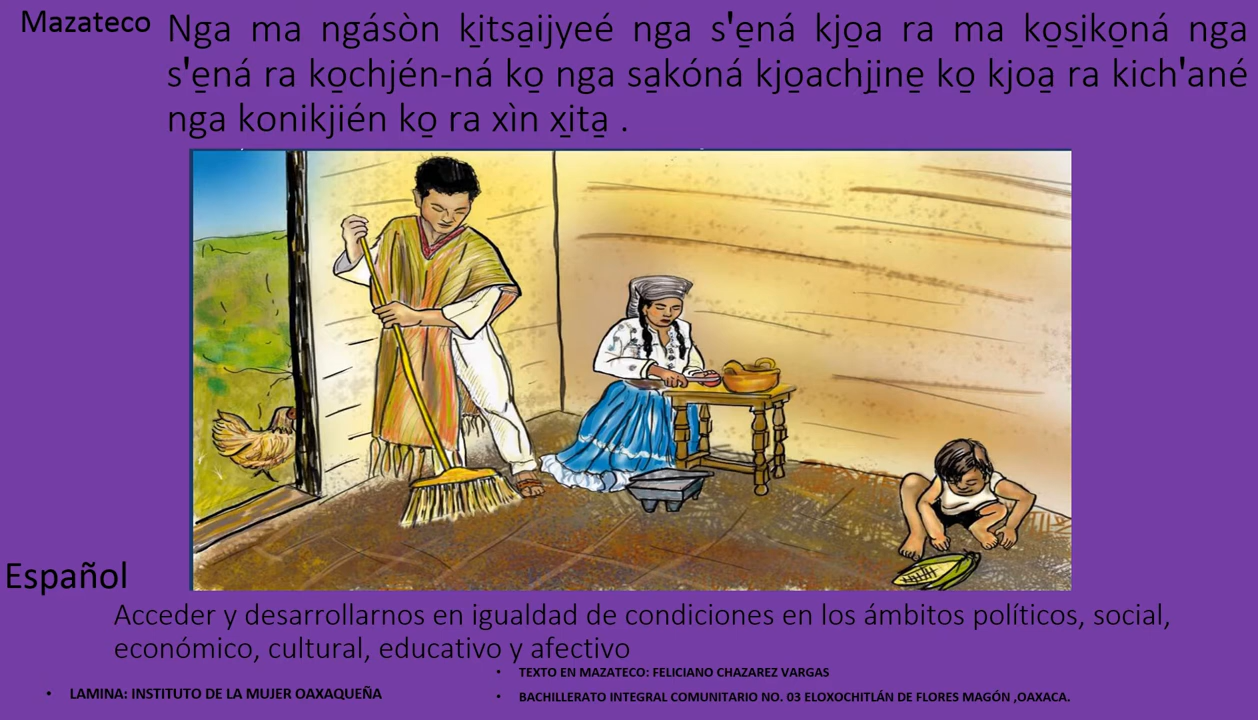 Mazateco
Nga ma ngásòn ki̱tsa̱ijyeé nga s'e̱ná kjo̱a ra ma ko̱si̱ko̱ná nga
s'e̱ná ra ko̱chjén-ná ko̱ nga sa̱kóná kjo̱achji̱ne̱ ko̱ kjoa̱ ra kich'ané
nga konikjién ko̱ ra xìn xi̱ta̱ .
Español
Acceder y desarrollarnos en igualdad de condiciones en los ámbitos políticos, social,
económico, cultural, educativo y afectivo
• TEXTO EN MAZATECO: FELICIANO CHAZAREZ VARGAS
• LAMINA: INSTITUTO DE LA MUJER OAXAQUEÑA
• BACHILLERATO INTEGRAL COMUNITARIO NO. 03 ELOXOCHITLÁN DE FLORES MAGÓN ,OAXACA.